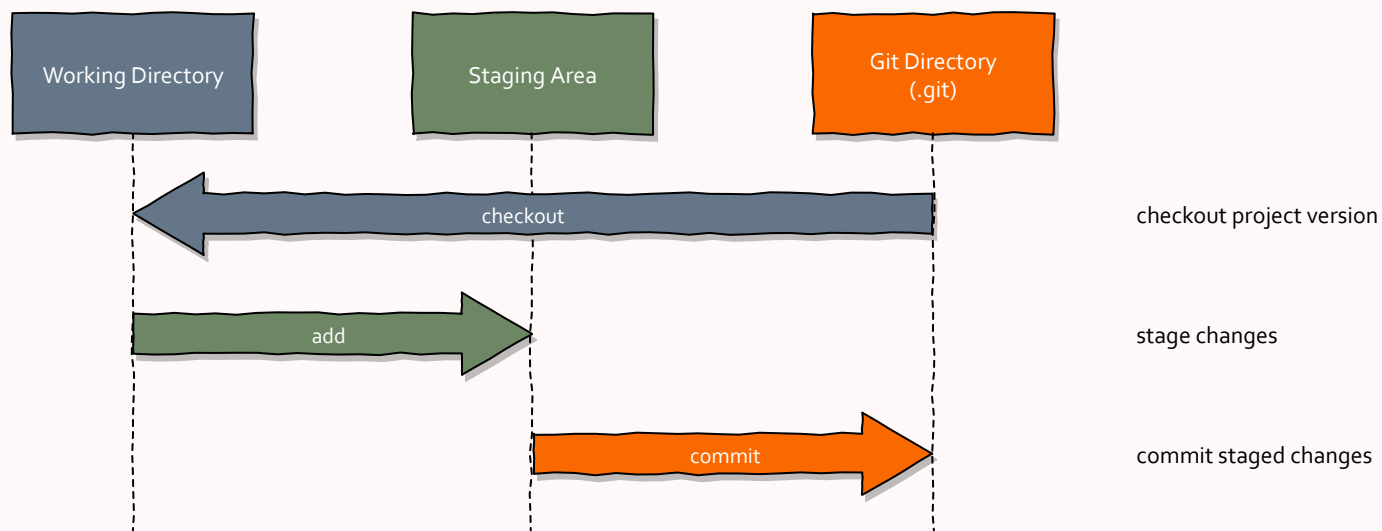 Working Directory
Staging Area
Git Directory
(.git)
checkout
checkout project version
add
stage changes
commit
commit staged changes